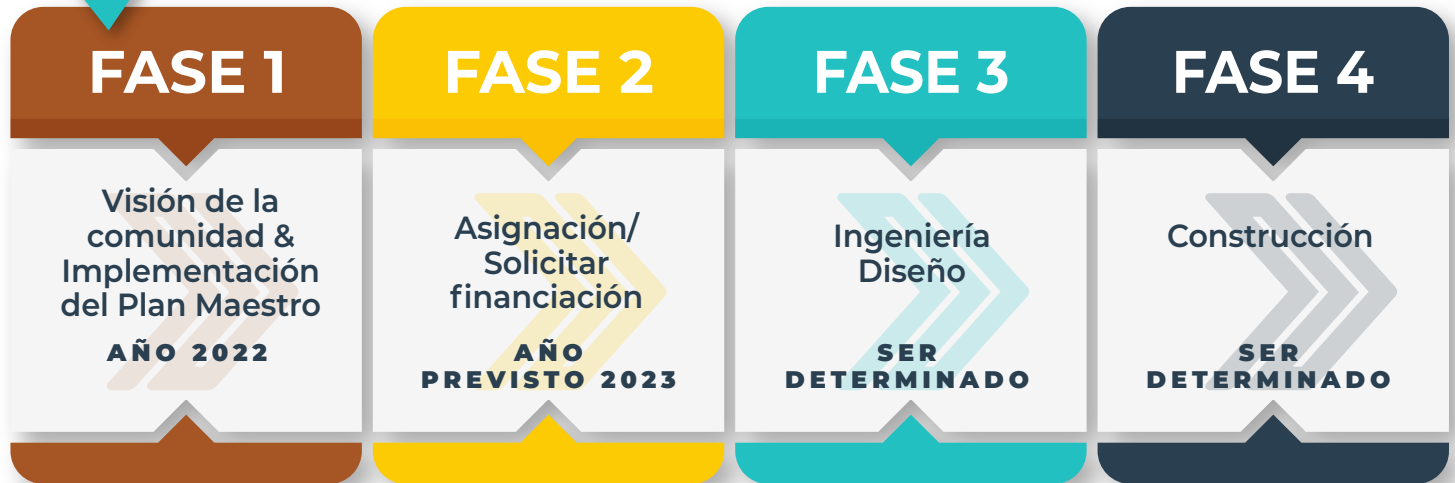 FASE 1
Visión de la
comunidad &
Implementación
del Plan Maestro
AÑO 2022
FASE 2
Asignación/
Solicitar
financiación
AÑO
PREVISTO 2023
FASE 3
Ingeniería
Diseño
SER
DETERMINADO
FASE 4
Construcción
SER
DETERMINADO